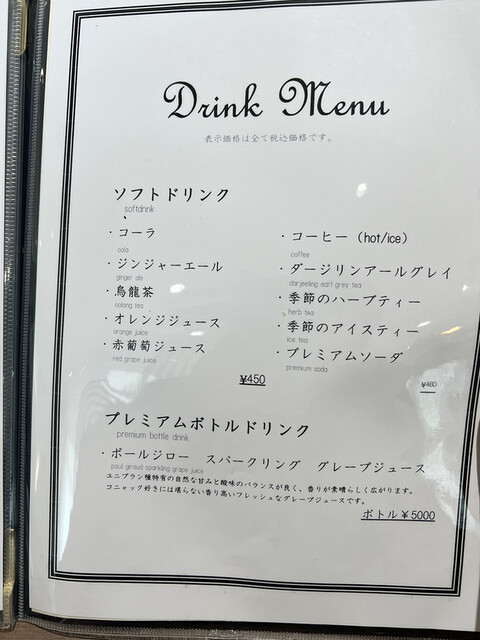 Drink Menu
表示価格は全て税込価格です。
ソフトドリンク
softdrink
・コーラ
cola
・ジンジャーエール
ginger ale
・烏龍茶
oolong tea
・オレンジジュース
orange juice
・赤葡萄ジュース
red grape juice
¥450
・コーヒー（hot/ice）
coffee
・ダージリンアールグレイ
darjeeling earl grey tea
・季節のハーブティー
herb tea
・季節のアイスティー
ice tea
・プレミアムソーダ
premium soda
¥480
プレミアムボトルドリンク
premium bottle drink
・ポールジロー　スパークリング　グレープジュース
paul giraud sparkling grape juice
ユニブラン種特有の自然な甘みと酸味のバランスが良く、香りが素晴らしく広がります。
コニャック好きには堪らない香り高いフレッシュなグレープジュースです。
ボトル¥5000